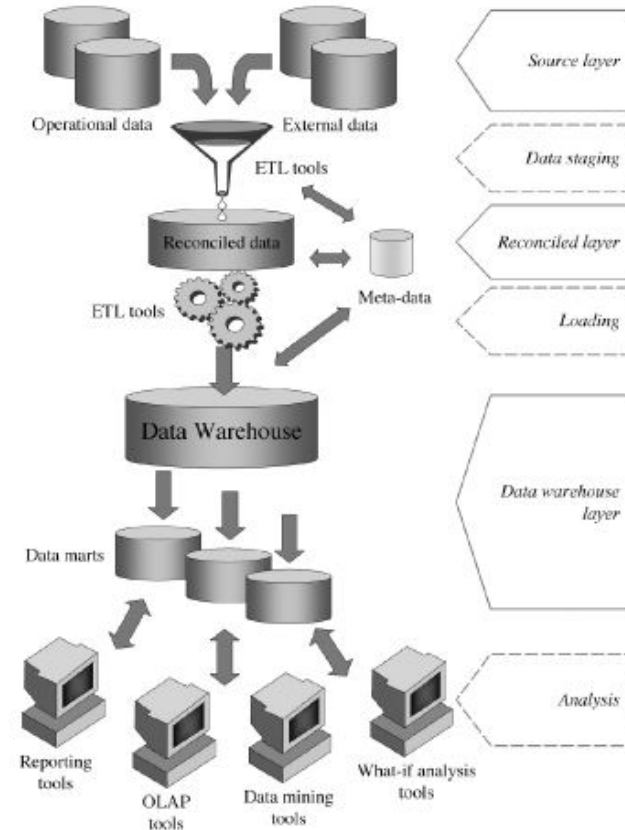 Operational data
External data
Source layer
ETL tools
Data staging
Reconciled data
Meta-data
Reconciled layer
ETL tools
Loading
Data Warehouse
Data warehouse
layer
Data marts
Reporting
tools
OLAP
tools
Data mining
tools
What-if analysis
tools
Analysis